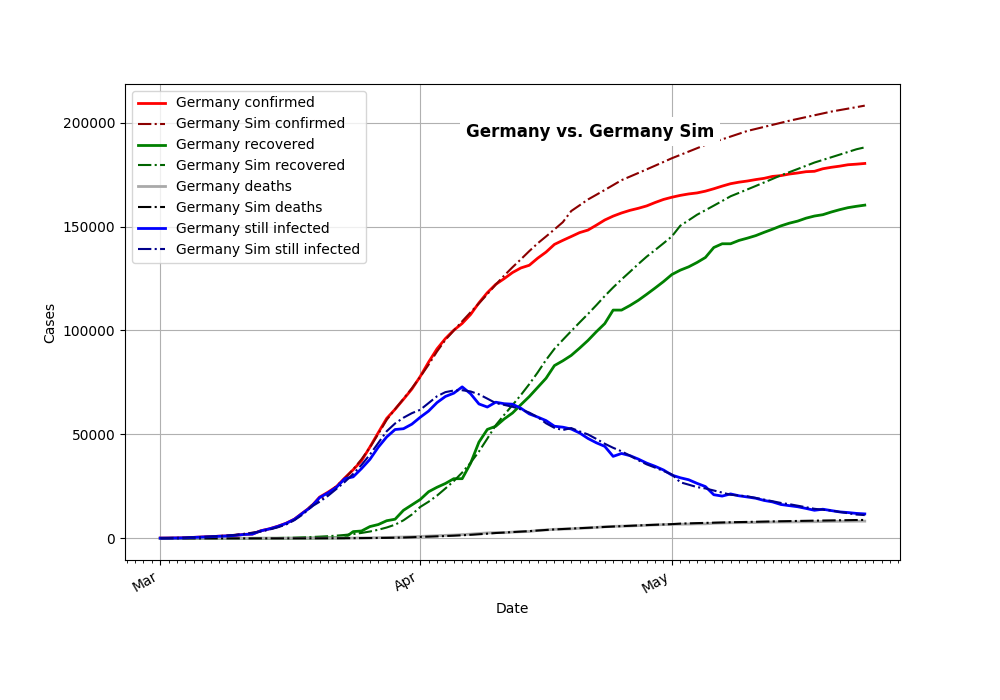 Germany vs. Germany Sim
Germany confirmed
Germany Sim confirmed
Germany recovered
Germany Sim recovered
Germany deaths
Germany Sim deaths
Germany still infected
Germany Sim still infected
200000
150000
100000
50000
0
Cases
Mar
Apr
May
Date